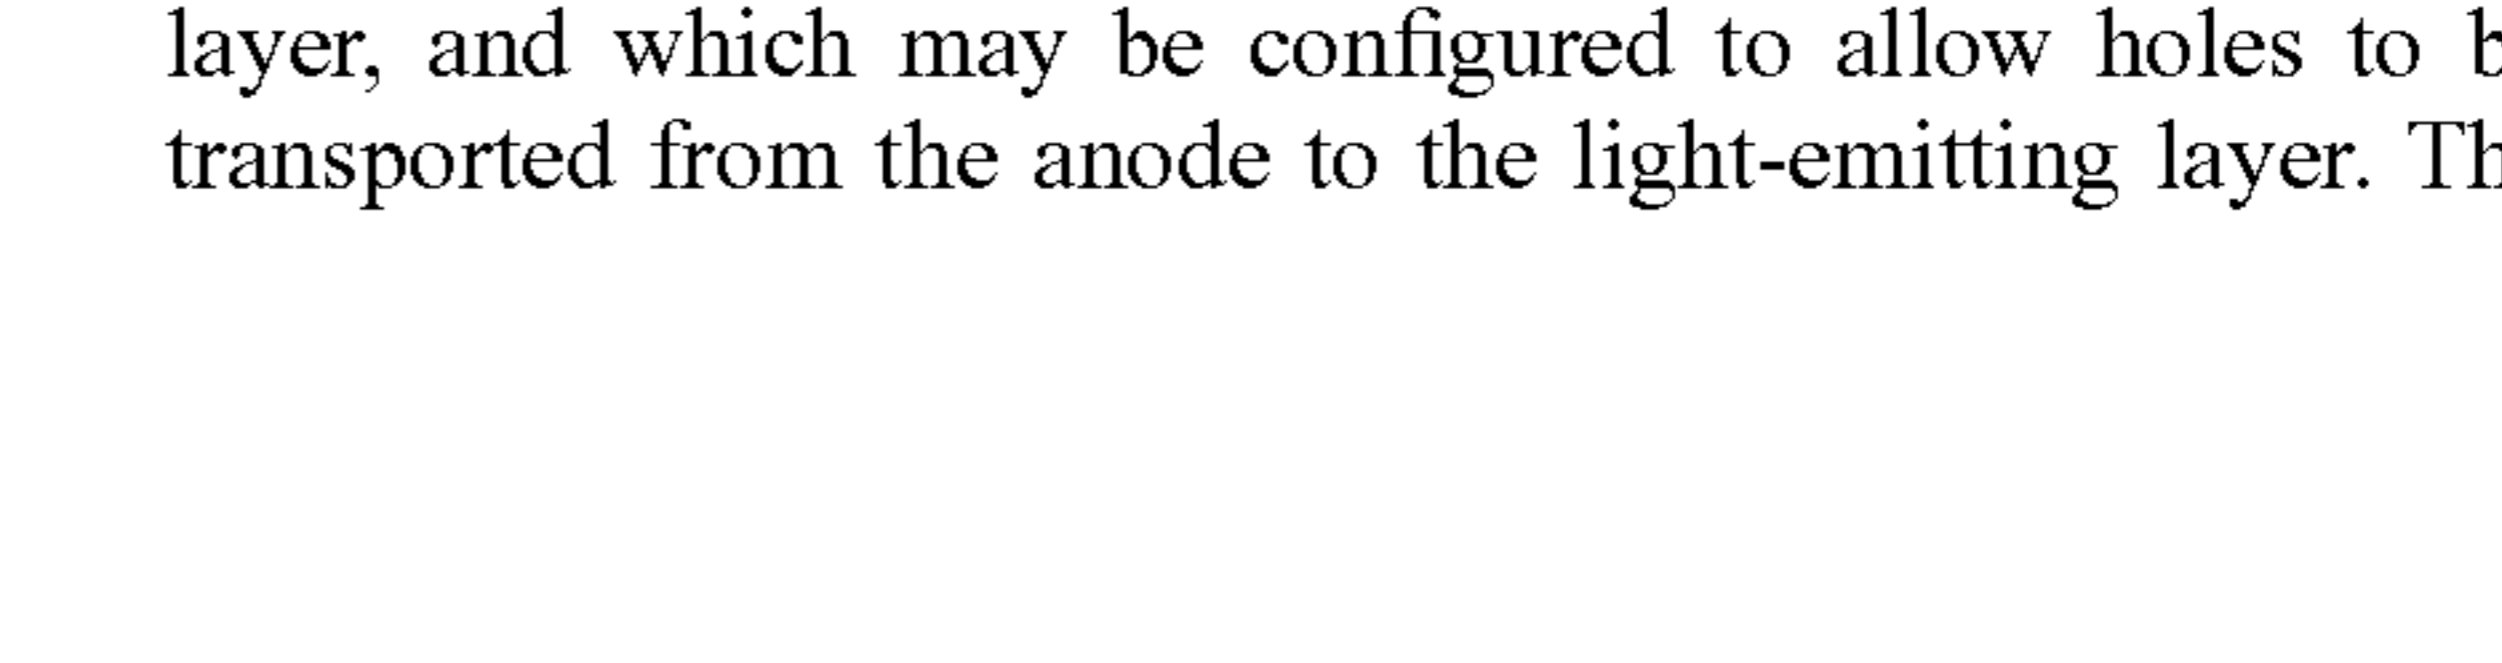 layer, and which may be configured to allow holes to
transported from the anode to the light-emitting layer.